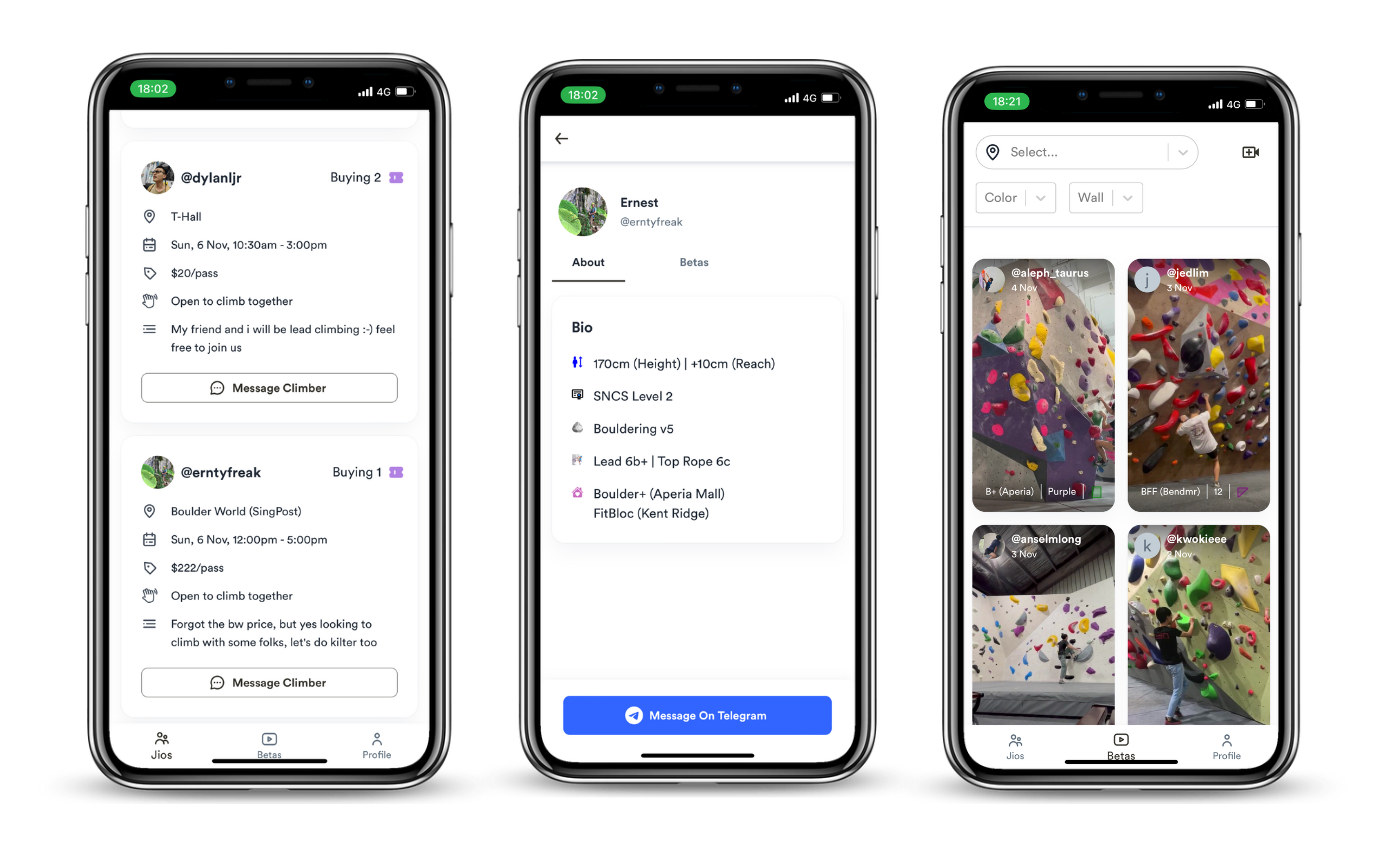 18:02
4G
@dylanljr
Buying 2
T-Hall
Sun, 6 Nov, 10:30am - 3:00pm
$20/pass
Open to climb together
My friend and i will be lead climbing :-) feel
free to join us
Message Climber
@erntyfreak
Buying 1
Boulder World (SingPost)
Sun, 6 Nov, 12:00pm - 5:00pm
$222/pass
Open to climb together
Forgot the bw price, but yes looking to
climb with some folks, let's do kilter too
Message Climber
Jios
Betas
Profile
18:02
4G
Ernest
@erntyfreak
About
Betas
Bio
170cm (Height) | +10cm (Reach)
SNCS Level 2
Bouldering v5
Lead 6b+ | Top Rope 6c
Boulder+ (Aperia Mall)
FitBloc (Kent Ridge)
Message On Telegram
18:21
4G
Select...
Color
Wall
@aleph_taurus
4 Nov
B+ (Aperia) | Purple |
j
@jedlim
3 Nov
BFF (Bendmr) | 12 |
@anselmlong
3 Nov
k
@kwokieee
2 Nov
Jios
Betas
Profile